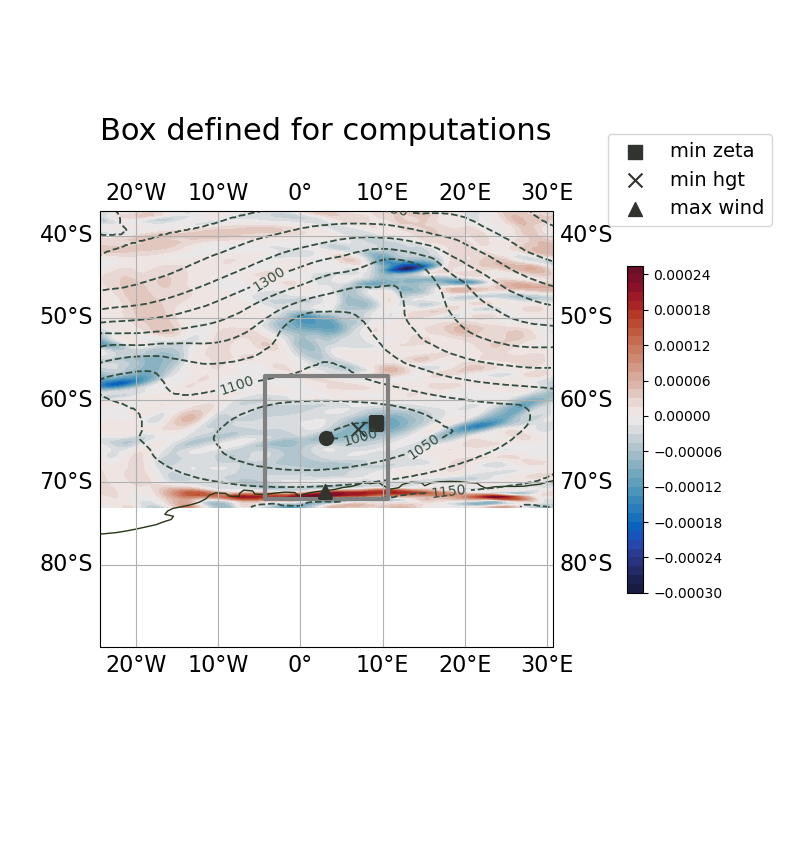 Box defined for computations
min zeta
min hgt
max wind
20°W 10°W 0° 10°E 20°E 30°E
40°S 40°S
50°S 50°S
60°S 60°S
70°S 70°S
80°S 80°S
1300
1100
1000
1050
1150
20°W 10°W 0° 10°E 20°E 30°E
0.00024
0.00018
0.00012
0.00006
0.00000
−0.00006
−0.00012
−0.00018
−0.00024
−0.00030